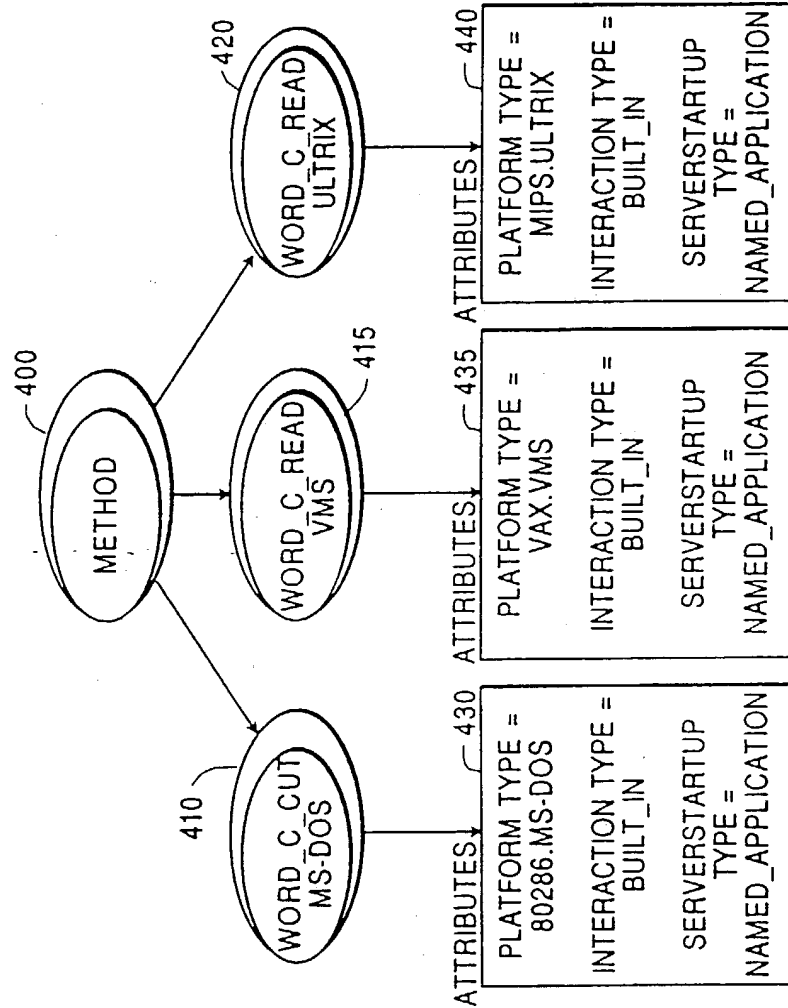 400
METHOD
410
WORD_C_CUT
MS-DOS
WORD_C_READ
VMS
415
WORD_C_READ
ULTRIX
420
ATTRIBUTES
430
PLATFORM TYPE =
80286.MS-DOS
INTERACTION TYPE =
BUILT_IN
SERVERSTARTUP
TYPE =
NAMED_APPLICATION
ATTRIBUTES
435
PLATFORM TYPE =
VAX.VMS
INTERACTION TYPE =
BUILT_IN
SERVERSTARTUP
TYPE =
NAMED_APPLICATION
ATTRIBUTES
440
PLATFORM TYPE =
MIPS.ULTRIX
INTERACTION TYPE =
BUILT_IN
SERVERSTARTUP
TYPE =
NAMED_APPLICATION